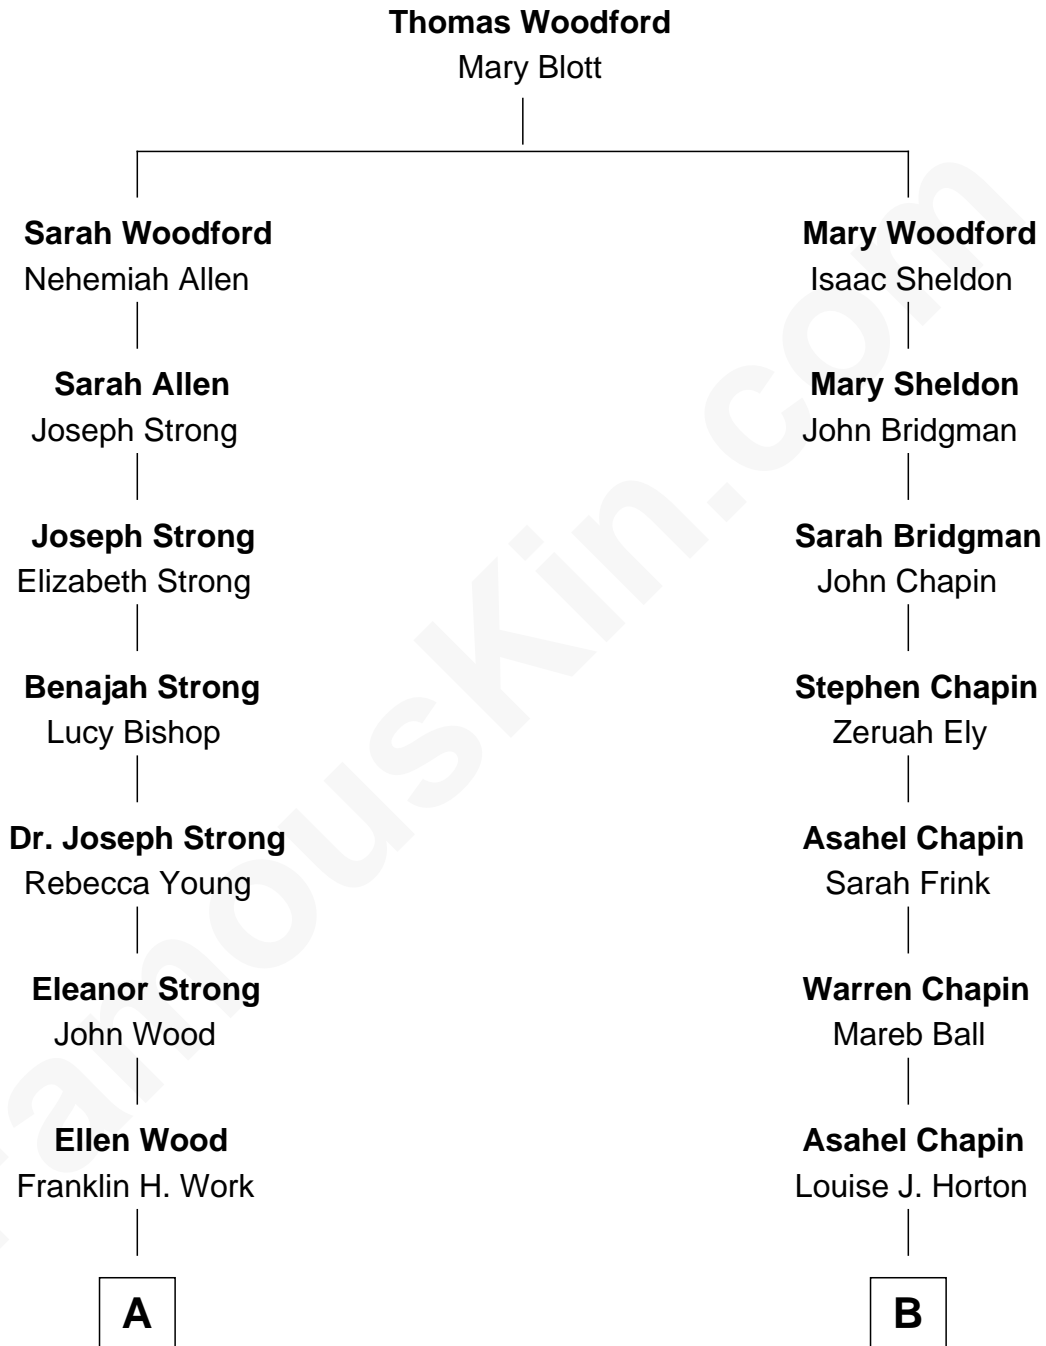 Thomas Woodford
Mary Blott
Sarah Woodford
Nehemiah Allen
Mary Woodford
Isaac Sheldon
Sarah Allen
Joseph Strong
Mary Sheldon
John Bridgman
Joseph Strong
Elizabeth Strong
Sarah Bridgman
John Chapin
Benajah Strong
Lucy Bishop
Stephen Chapin
Zeruah Ely
Dr. Joseph Strong
Rebecca Young
Asahel Chapin
Sarah Frink
Eleanor Strong
John Wood
Warren Chapin
Mareb Ball
Ellen Wood
Franklin H. Work
Asahel Chapin
Louise J. Horton
A
B
FamousKin.com